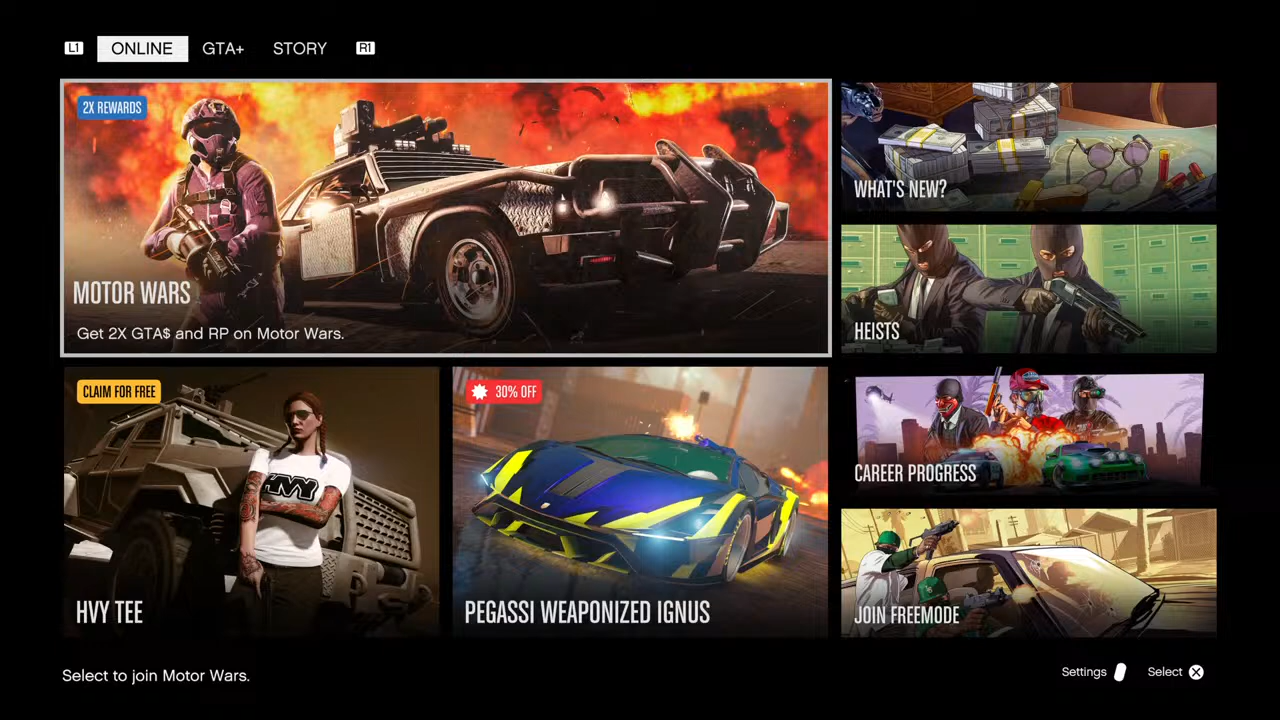 L1 ONLINE GTA+ STORY R1
2X REWARDS
MOTOR WARS
Get 2X GTA$ and RP on Motor Wars.
WHAT'S NEW?
HEISTS
CAREER PROGRESS
JOIN FREEMODE
CLAIM FOR FREE
HVY
HVY TEE
30% OFF
PEGASSI WEAPONIZED IGNUS
Select to join Motor Wars.
Settings Select